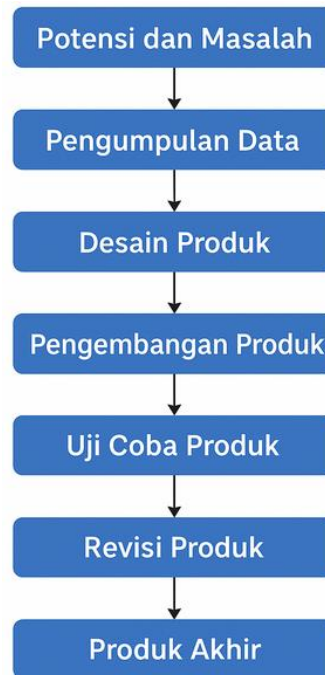 Potensi dan Masalah
Pengumpulan Data
Desain Produk
Pengembangan Produk
Uji Coba Produk
Revisi Produk
Produk Akhir